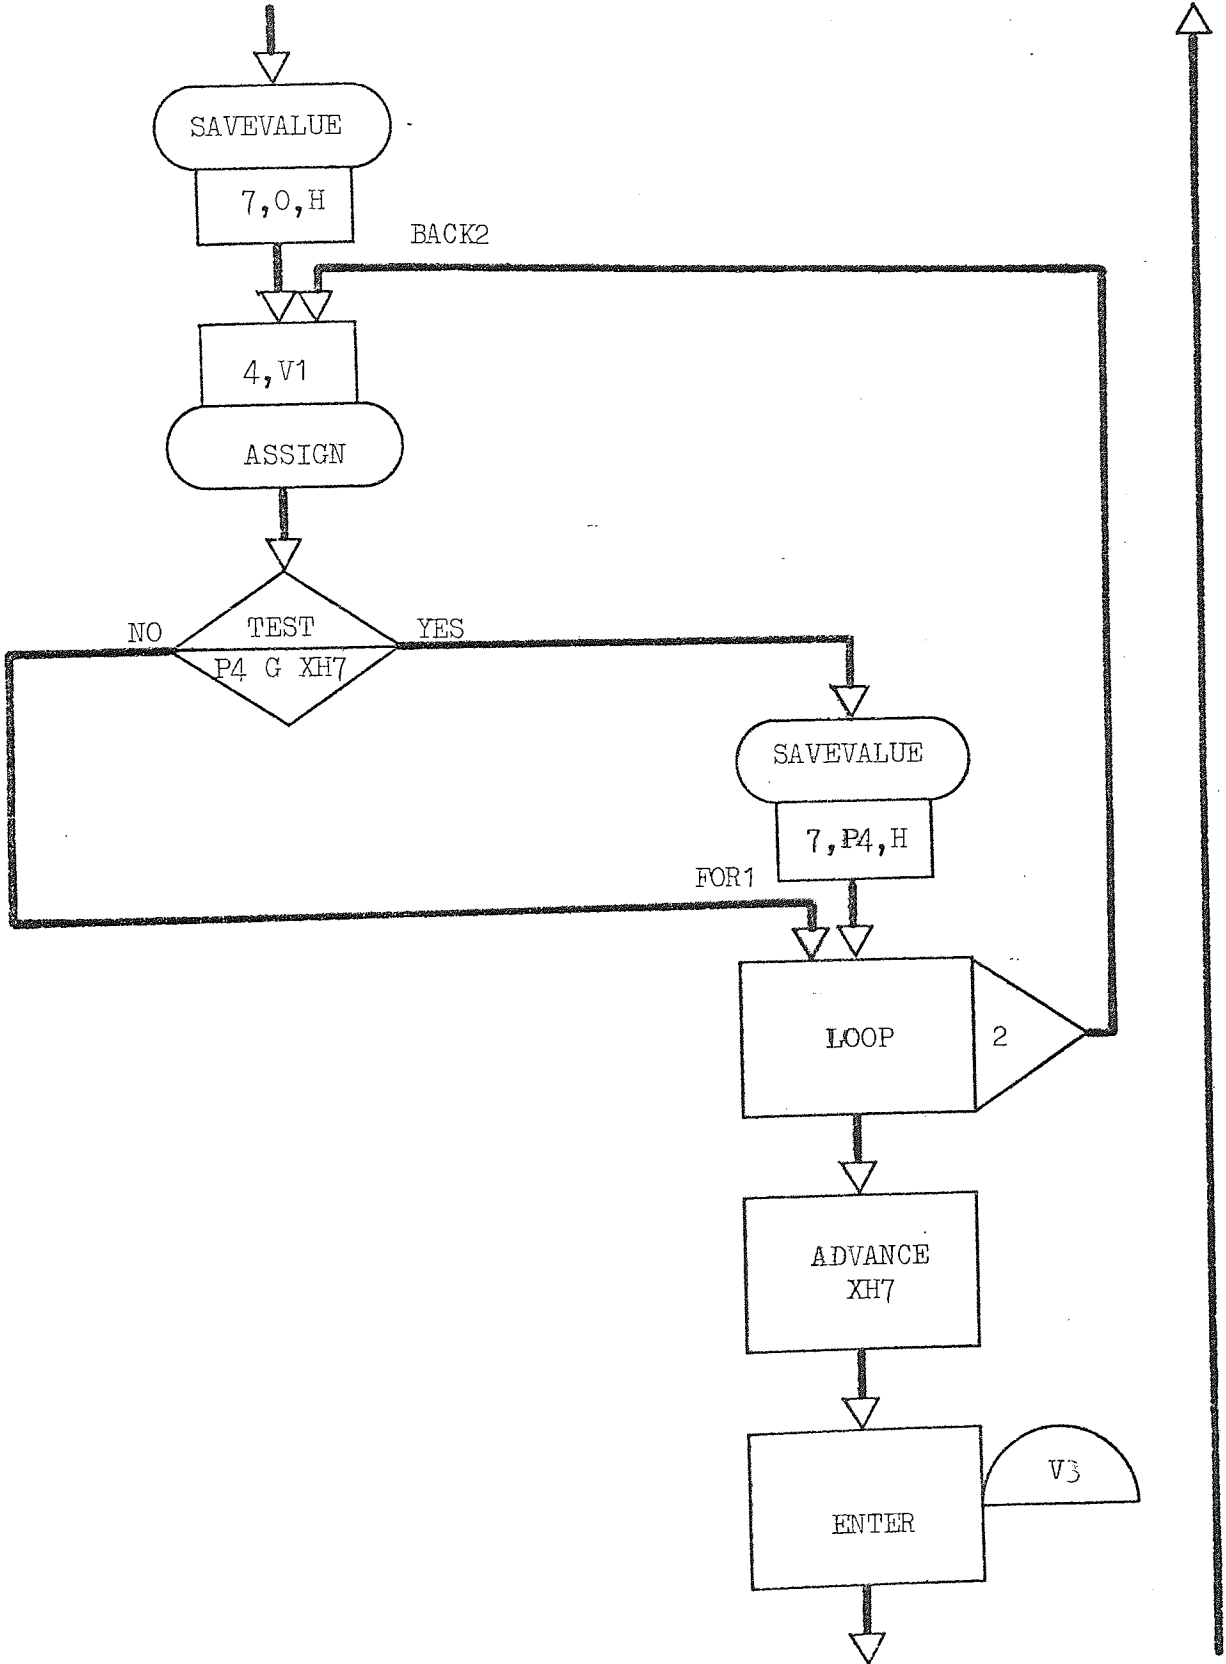 SAVEVALUE
7,0,H
BACK2
4,V1
ASSIGN
NO
TEST
YES
P4 G XH7
SAVEVALUE
7,P4,H
FOR1
LOOP
2
ADVANCE
XH7
V3
ENTER